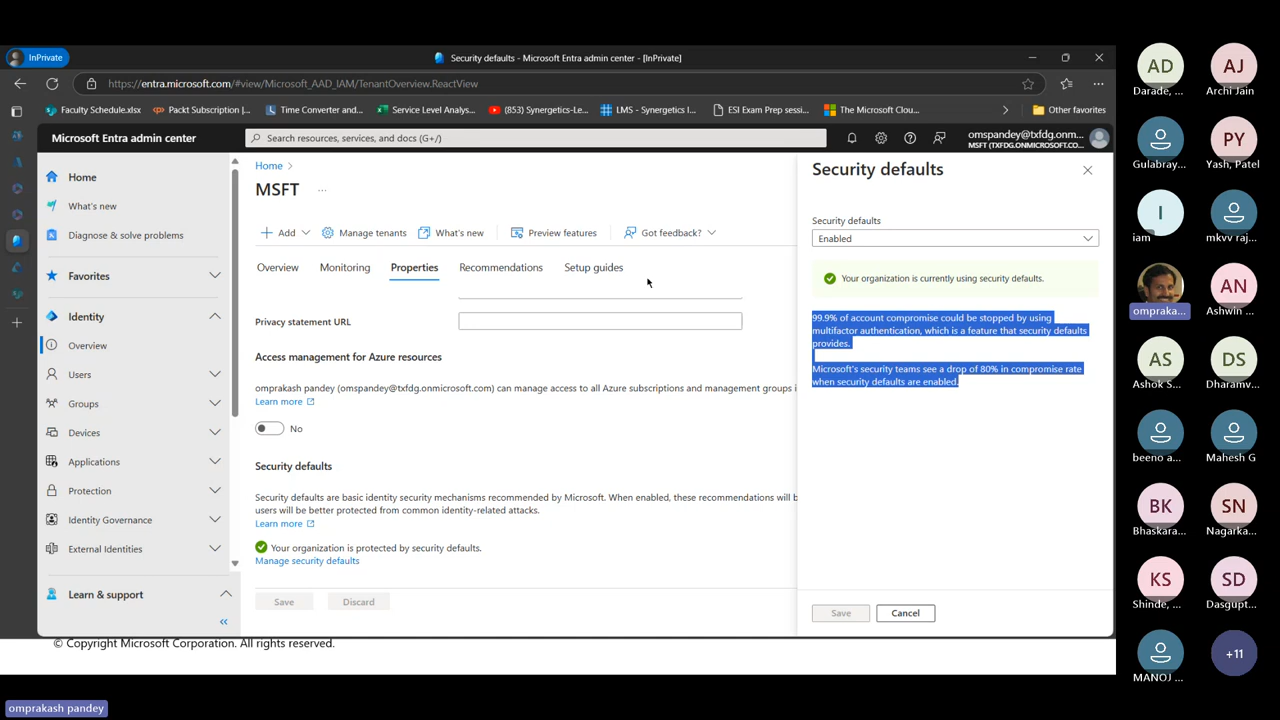 InPrivate
Security defaults - Microsoft Entra admin center - [InPrivate]
https://entra.microsoft.com/#view/Microsoft_AAD_IAM/TenantOverview.ReactView
Faculty Schedule.xlsx
Packt Subscription |...
Time Converter and...
Service Level Analys...
(853) Synergetics-Le...
LMS - Synergetics I...
ESI Exam Prep sessi...
The Microsoft Clou...
Other favorites
Microsoft Entra admin center
Search resources, services, and docs (G+/)
omspandey@txfdg.onm...
MSFT (TXFDG.ONMICROSOFT.CO...
Home
What's new
Diagnose & solve problems
Favorites
Identity
Overview
Users
Groups
Devices
Applications
Protection
Identity Governance
External Identities
Learn & support
Home
MSFT
...
Add
Manage tenants
What's new
Preview features
Got feedback?
Overview
Monitoring
Properties
Recommendations
Setup guides
Privacy statement URL
Access management for Azure resources
omprakash pandey (omspandey@txfdg.onmicrosoft.com) can manage access to all Azure subscriptions and management groups i
Learn more
No
Security defaults
Security defaults are basic identity security mechanisms recommended by Microsoft. When enabled, these recommendations will b
users will be better protected from common identity-related attacks.
Learn more
Your organization is protected by security defaults.
Manage security defaults
Save
Discard
Security defaults
Security defaults
Enabled
Your organization is currently using security defaults.
99.9% of account compromise could be stopped by using
multifactor authentication, which is a feature that security defaults
provides.
Microsoft's security teams see a drop of 80% in compromise rate
when security defaults are enabled.
Save
Cancel
© Copyright Microsoft Corporation. All rights reserved.
omprakash pandey
AD
Darade, ...
AJ
Archi Jain
Gulabray...
PY
Yash, Patel
I
iam
mkvv raj...
ompraka...
AN
Ashwin ...
AS
Ashok S...
DS
Dharamv...
beeno a...
Mahesh G
BK
Bhaskara...
SN
Nagarka...
KS
Shinde, ...
SD
Dasgupt...
MANOJ ...
+11